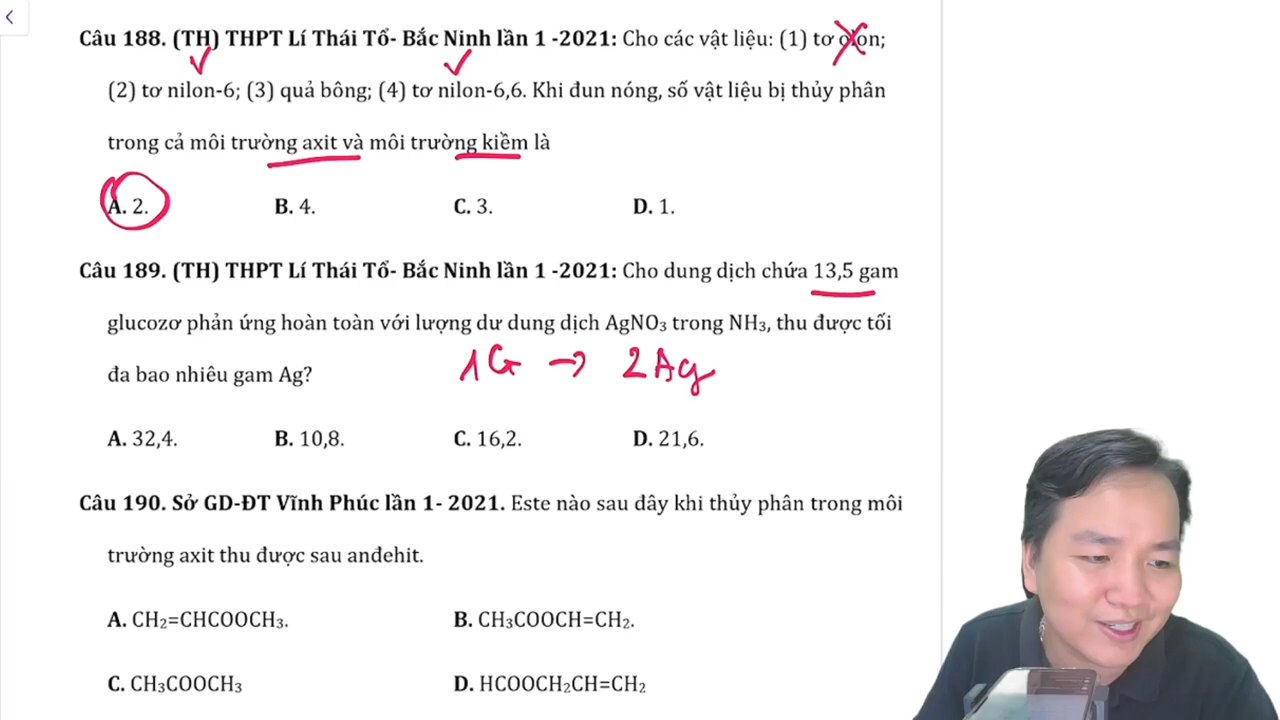 Câu 188. (TH) THPT Lí Thái Tổ- Bắc Ninh lần 1 -2021: Cho các vật liệu: (1) tơ olon;
(2) tơ nilon-6; (3) quả bông; (4) tơ nilon-6,6. Khi đun nóng, số vật liệu bị thủy phân
trong cả môi trường axit và môi trường kiềm là
A. 2. B. 4. C. 3. D. 1.
Câu 189. (TH) THPT Lí Thái Tổ- Bắc Ninh lần 1 -2021: Cho dung dịch chứa 13,5 gam
glucozơ phản ứng hoàn toàn với lượng dư dung dịch AgNO₃ trong NH₃, thu được tối
đa bao nhiêu gam Ag?
1G → 2Ag
A. 32,4. B. 10,8. C. 16,2. D. 21,6.
Câu 190. Sở GD-ĐT Vĩnh Phúc lần 1- 2021. Este nào sau đây khi thủy phân trong môi
trường axit thu được sau anđehit.
A. CH₂=CHCOOCH₃. B. CH₃COOCH=CH₂.
C. CH₃COOCH₃ D. HCOOCH₂CH=CH₂